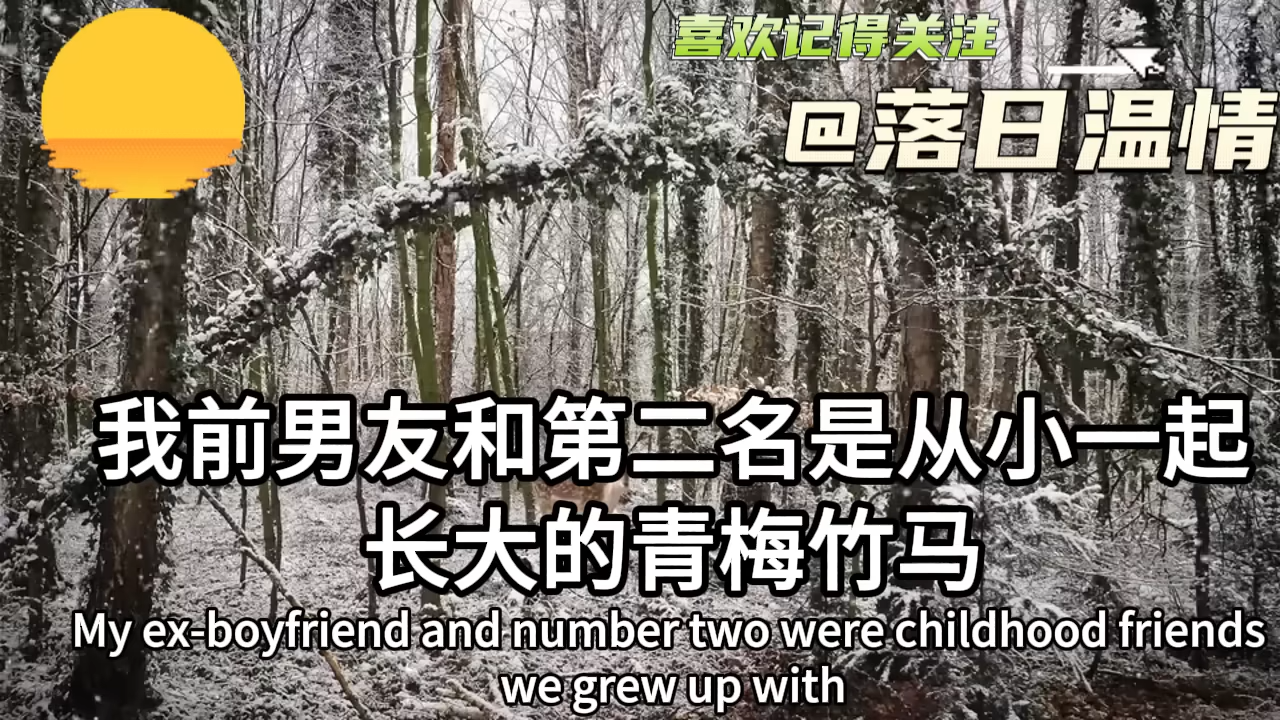 喜欢记得关注
@落日温情
我前男友和第二名是从小一起
长大的青梅竹马
My ex-boyfriend and number two were childhood friends
we grew up with